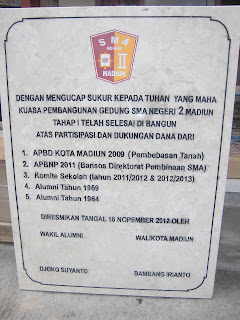 SMA
NEGERI
II
MADIUN
DENGAN MENGUCAP SUKUR KEPADA TUHAN YANG MAHA
KUASA PEMBANGUNAN GEDUNG SMA NEGERI 2 MADIUN
TAHAP I TELAH SELESAI DI BANGUN
ATAS PARTISIPASI DAN DUKUNGAN DANA DARI
1. APBD KOTA MADIUN 2009 (Pembebasan Tanah)
2. APBNP 2011 (Bansos Direktorat Pembinaan SMA)
3. Komite Sekolah (tahun 2011/2012 & 2012/2013)
4. Alumni Tahun 1969
5. Alumni Tahun 1984
DIRESMIKAN TANGAL 18 NOPEMBER 2012 OLEH
WAKIL ALUMNI WALIKOTA MADIUN
DJOKO SUYANTO BAMBANG IRIANTO